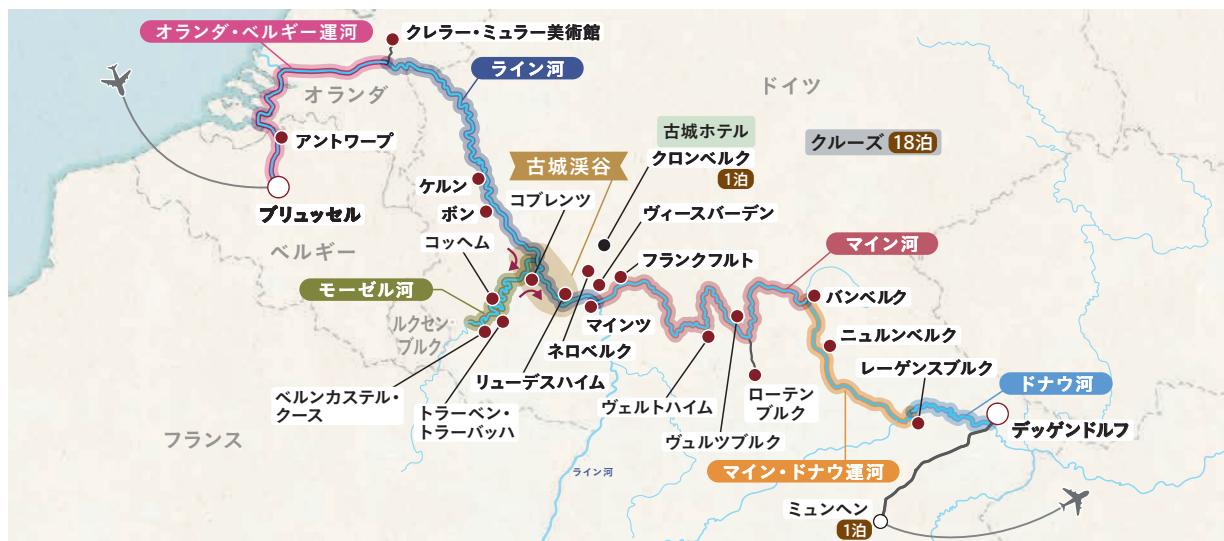 オランダ・ベルギー運河
クレラー・ミュラー美術館
ライン河
オランダ
ドイツ
アントワープ
古城ホテル
クロンベルク
1泊
クルーズ 18泊
古城渓谷
ケルン
コブレンツ
ブリュッセル
ボン
ヴィースバーデン
コッヘム
ベルギー
フランクフルト
マイン河
モーゼル河
バンベルク
ルクセン
ブルク
マインツ
ニュルンベルク
ネロベルク
レーゲンスブルク
リューデスハイム
ドナウ河
ベルンカステル・
クース
トラーベン・
トラーバッハ
ヴェルトハイム
ローテン
ブルク
デッゲンドルフ
フランス
ヴュルツブルク
マイン・ドナウ運河
ライン河
ミュンヘン
1泊